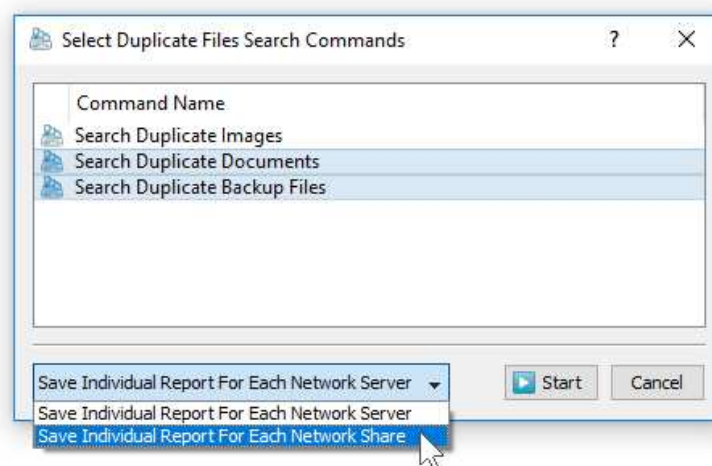 Select Duplicate Files Search Commands ?
Command Name
Search Duplicate Images
Search Duplicate Documents
Search Duplicate Backup Files
Save Individual Report For Each Network Server Start Cancel
Save Individual Report For Each Network Server
Save Individual Report For Each Network Share